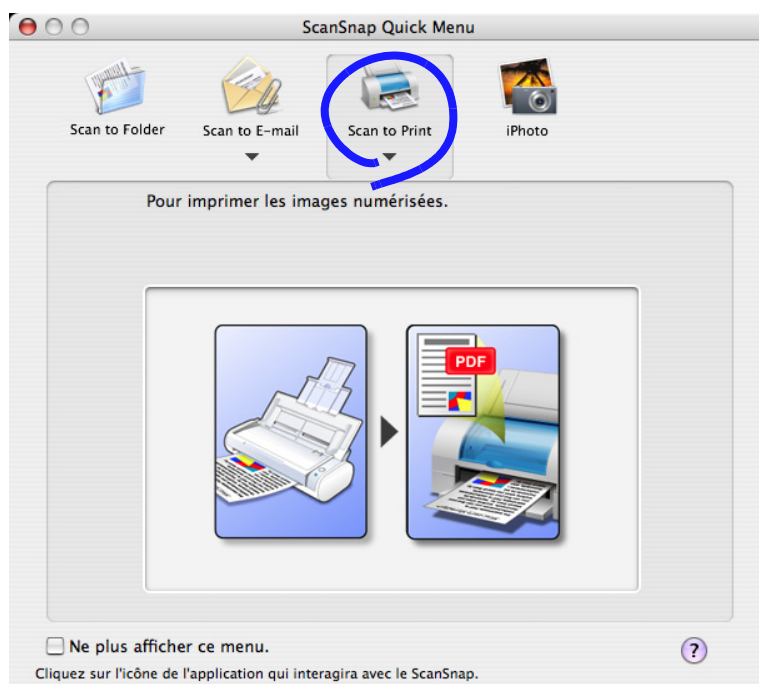 ScanSnap Quick Menu
Scan to Folder
Scan to E-mail
Scan to Print
iPhoto
Pour imprimer les images numérisées.
PDF
Ne plus afficher ce menu.
?
Cliquez sur l'icône de l'application qui interagira avec le ScanSnap.